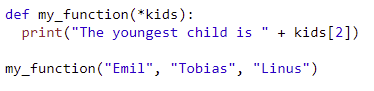 def my_function(*kids):
  print("The youngest child is " + kids[2])

my_function("Emil", "Tobias", "Linus")